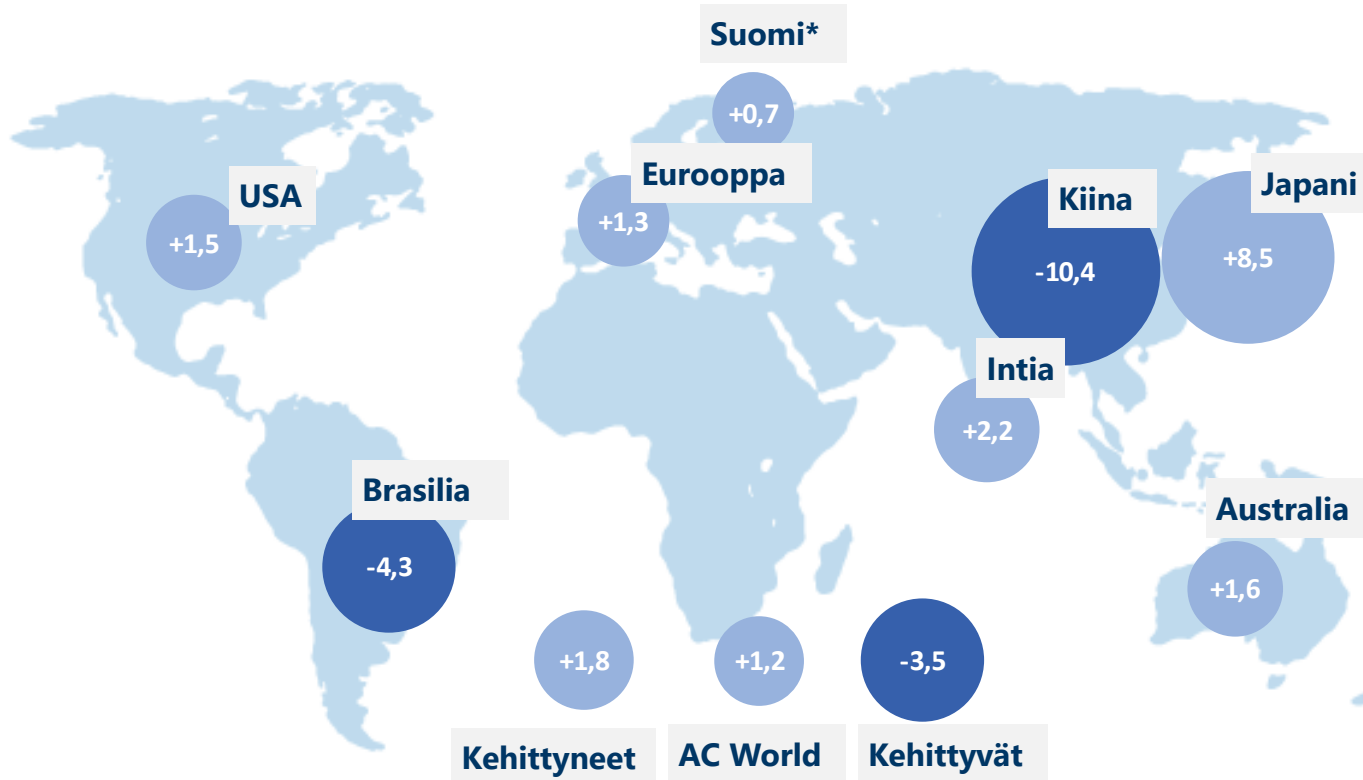 Suomi*
+0,7
USA
+1,5
Eurooppa
+1,3
Kiina
-10,4
Japani
+8,5
Intia
+2,2
Brasilia
-4,3
Australia
+1,6
+1,8
Kehittyneet
+1,2
AC World
-3,5
Kehittyvät